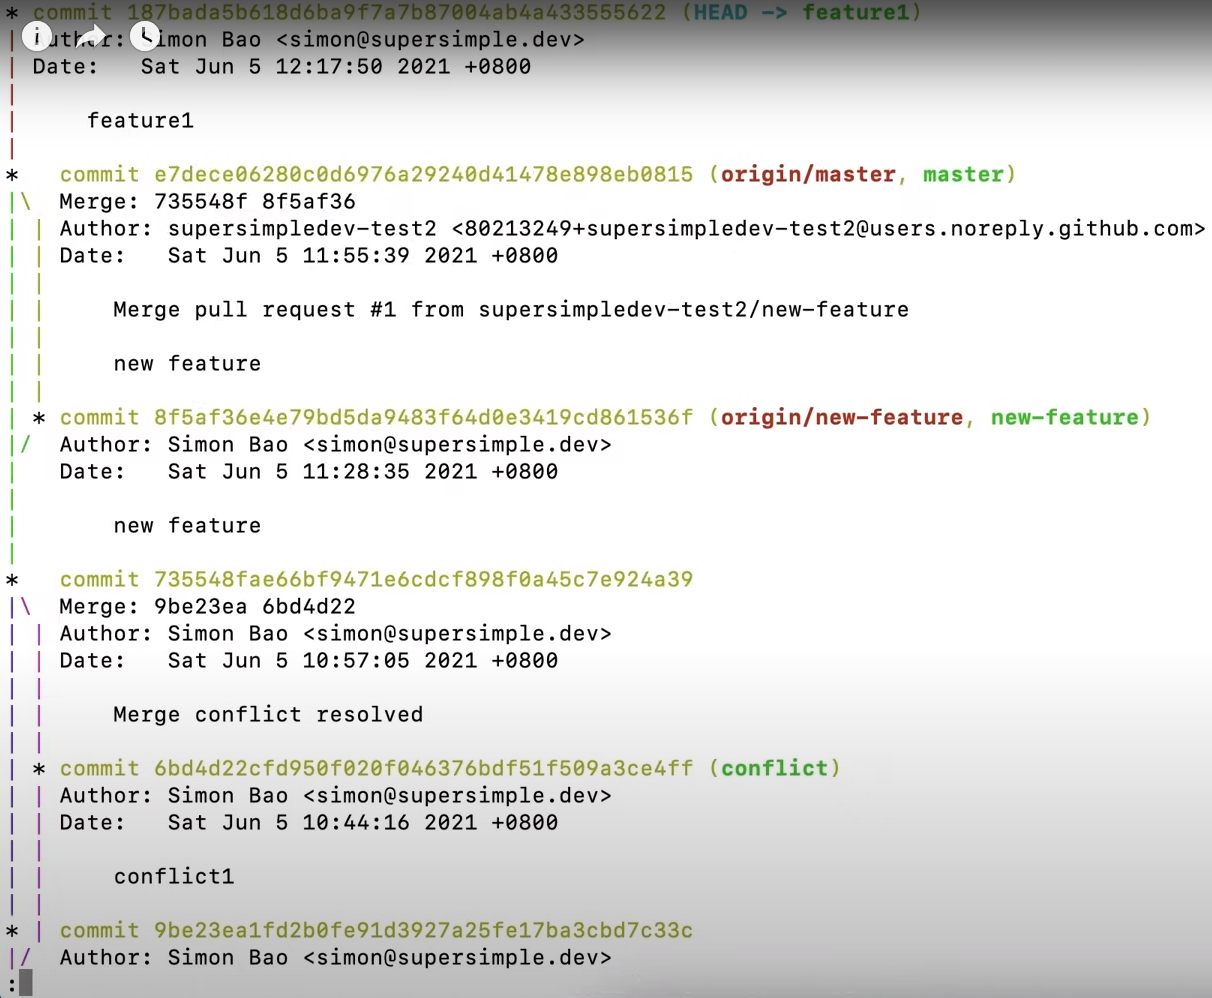 * commit 187bada5b618d6ba9f7a7b87004ab4a433555622 (HEAD -> feature1)
| Author: Simon Bao <simon@supersimple.dev>
| Date:   Sat Jun 5 12:17:50 2021 +0800
|
|     feature1
|
*   commit e7dece06280c0d6976a29240d41478e898eb0815 (origin/master, master)
|\  Merge: 735548f 8f5af36
| | Author: supersimpledev-test2 <80213249+supersimpledev-test2@users.noreply.github.com>
| | Date:   Sat Jun 5 11:55:39 2021 +0800
| |
| |     Merge pull request #1 from supersimpledev-test2/new-feature
| |
| |     new feature
| |
| * commit 8f5af36e4e79bd5da9483f64d0e3419cd861536f (origin/new-feature, new-feature)
|/  Author: Simon Bao <simon@supersimple.dev>
|   Date:   Sat Jun 5 11:28:35 2021 +0800
|
|       new feature
|
*   commit 735548fae66bf9471e6cdcf898f0a45c7e924a39
|\  Merge: 9be23ea 6bd4d22
| | Author: Simon Bao <simon@supersimple.dev>
| | Date:   Sat Jun 5 10:57:05 2021 +0800
| |
| |     Merge conflict resolved
| |
| * commit 6bd4d22cfd950f020f046376bdf51f509a3ce4ff (conflict)
| | Author: Simon Bao <simon@supersimple.dev>
| | Date:   Sat Jun 5 10:44:16 2021 +0800
| |
| |     conflict1
| |
* | commit 9be23ea1fd2b0fe91d3927a25fe17ba3cbd7c33c
|/  Author: Simon Bao <simon@supersimple.dev>
: